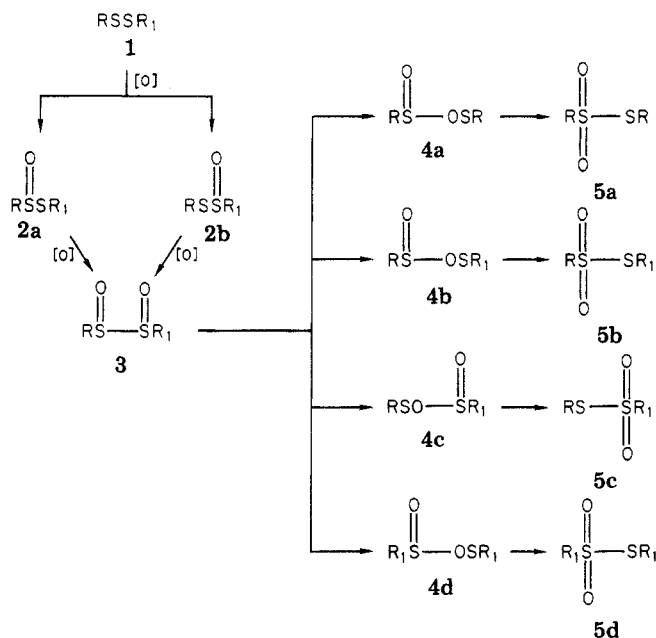 RSSR₁
1
[O]
O
RSSR₁
2a
O
RSSR₁
2b
[O]
[O]
O O
RS SR₁
3
O
RS OSR
4a
O
RS SR
O
5a
O
RS OSR₁
4b
O
RS SR₁
O
5b
O
RSO SR₁
4c
O
RS SR₁
O
5c
O
R₁S OSR₁
4d
O
R₁S SR₁
O
5d